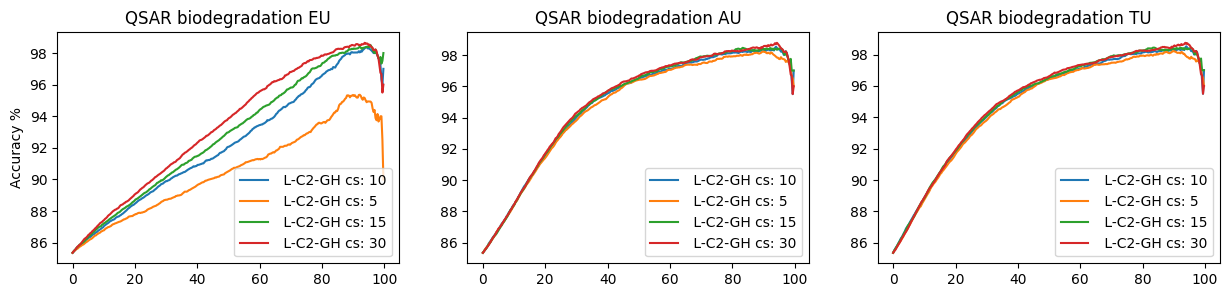 QSAR biodegradation EU
Accuracy %
98
96
94
92
90
88
86
0
20
40
60
80
100
L-C2-GH cs: 10
L-C2-GH cs: 5
L-C2-GH cs: 15
L-C2-GH cs: 30
QSAR biodegradation AU
98
96
94
92
90
88
86
0
20
40
60
80
100
L-C2-GH cs: 10
L-C2-GH cs: 5
L-C2-GH cs: 15
L-C2-GH cs: 30
QSAR biodegradation TU
98
96
94
92
90
88
86
0
20
40
60
80
100
L-C2-GH cs: 10
L-C2-GH cs: 5
L-C2-GH cs: 15
L-C2-GH cs: 30